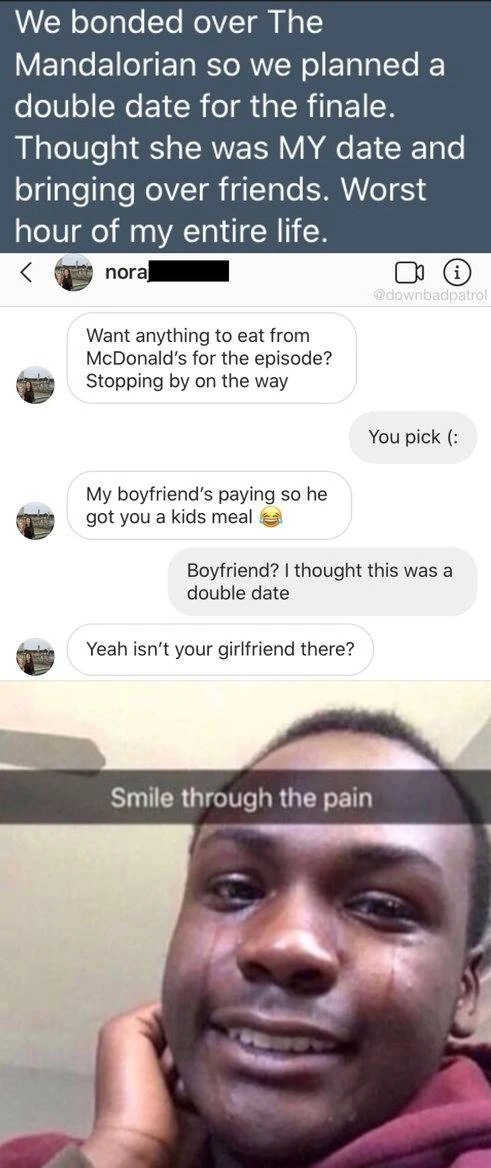 We bonded over The
Mandalorian so we planned a
double date for the finale.
Thought she was MY date and
bringing over friends. Worst
hour of my entire life.
nora
@downbadpatrol
Want anything to eat from
McDonald's for the episode?
Stopping by on the way
You pick (:
My boyfriend's paying so he
got you a kids meal 😂
Boyfriend? I thought this was a
double date
Yeah isn't your girlfriend there?
Smile through the pain